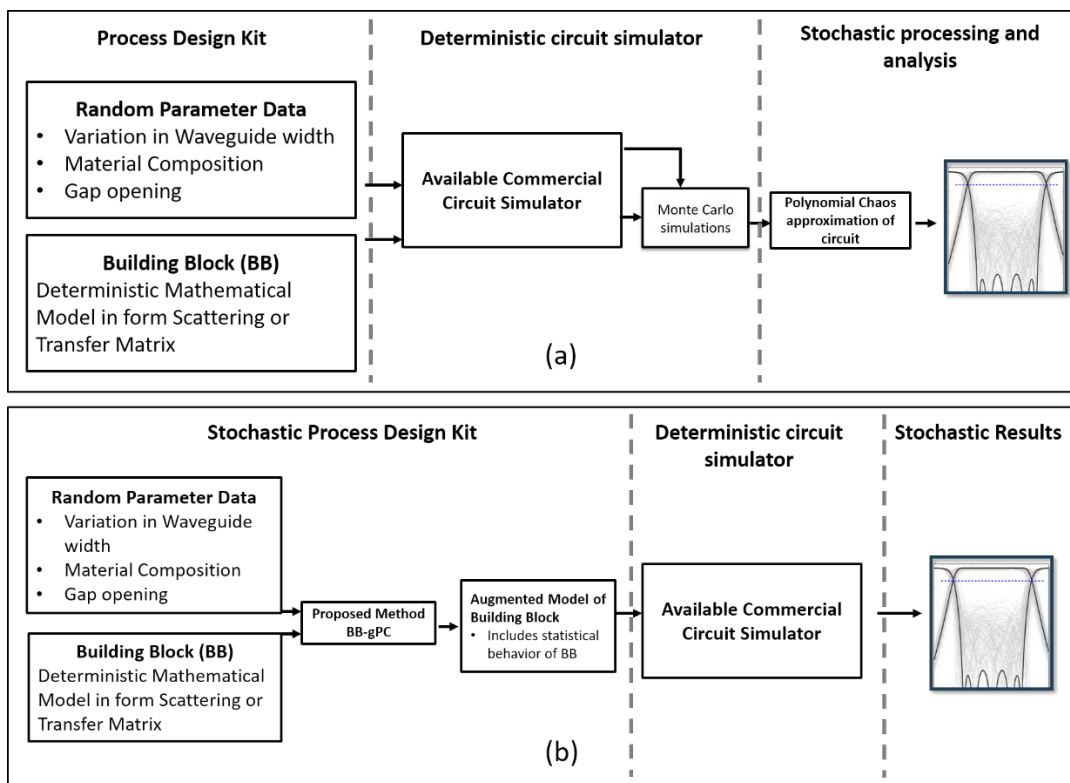 Process Design Kit
Deterministic circuit simulator
Stochastic processing and
analysis
Random Parameter Data
• Variation in Waveguide width
• Material Composition
• Gap opening
Building Block (BB)
Deterministic Mathematical
Model in form Scattering or
Transfer Matrix
Available Commercial
Circuit Simulator
Monte Carlo
simulations
Polynomial Chaos
approximation of
circuit
(a)
Stochastic Process Design Kit
Deterministic circuit
simulator
Stochastic Results
Random Parameter Data
• Variation in Waveguide
width
• Material Composition
• Gap opening
Building Block (BB)
Deterministic Mathematical
Model in form Scattering or
Transfer Matrix
Proposed Method
BB-gPC
Augmented Model of
Building Block
• Includes statistical
behavior of BB
Available Commercial
Circuit Simulator
(b)